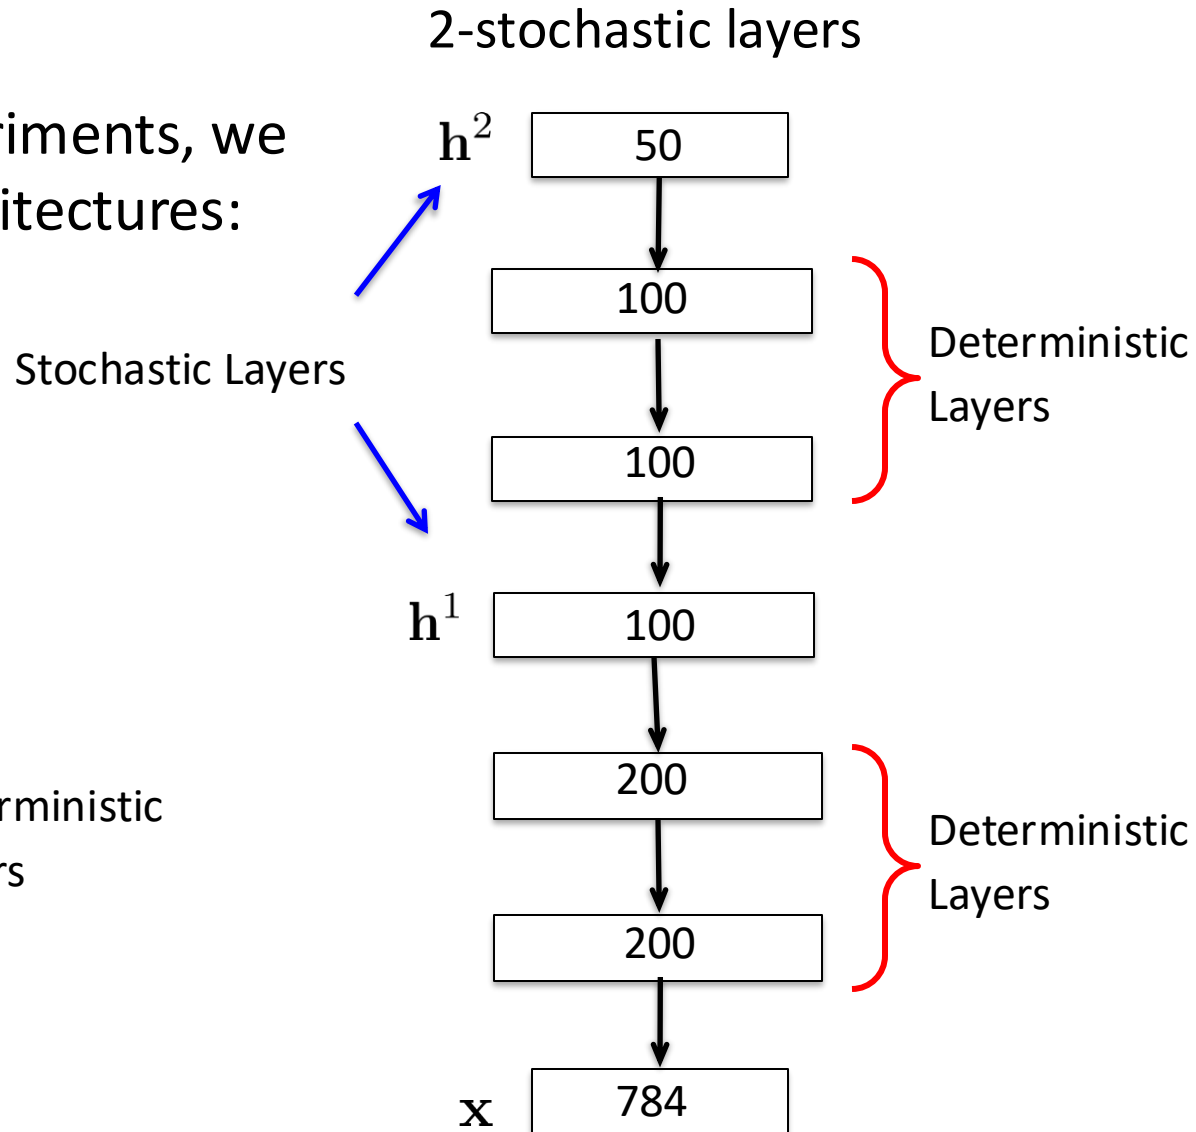 2-stochastic layers
riments, we
itectures:
h²
50
100
Deterministic
Layers
Stochastic Layers
100
h¹
100
200
rministic
rs
Deterministic
Layers
200
x
784